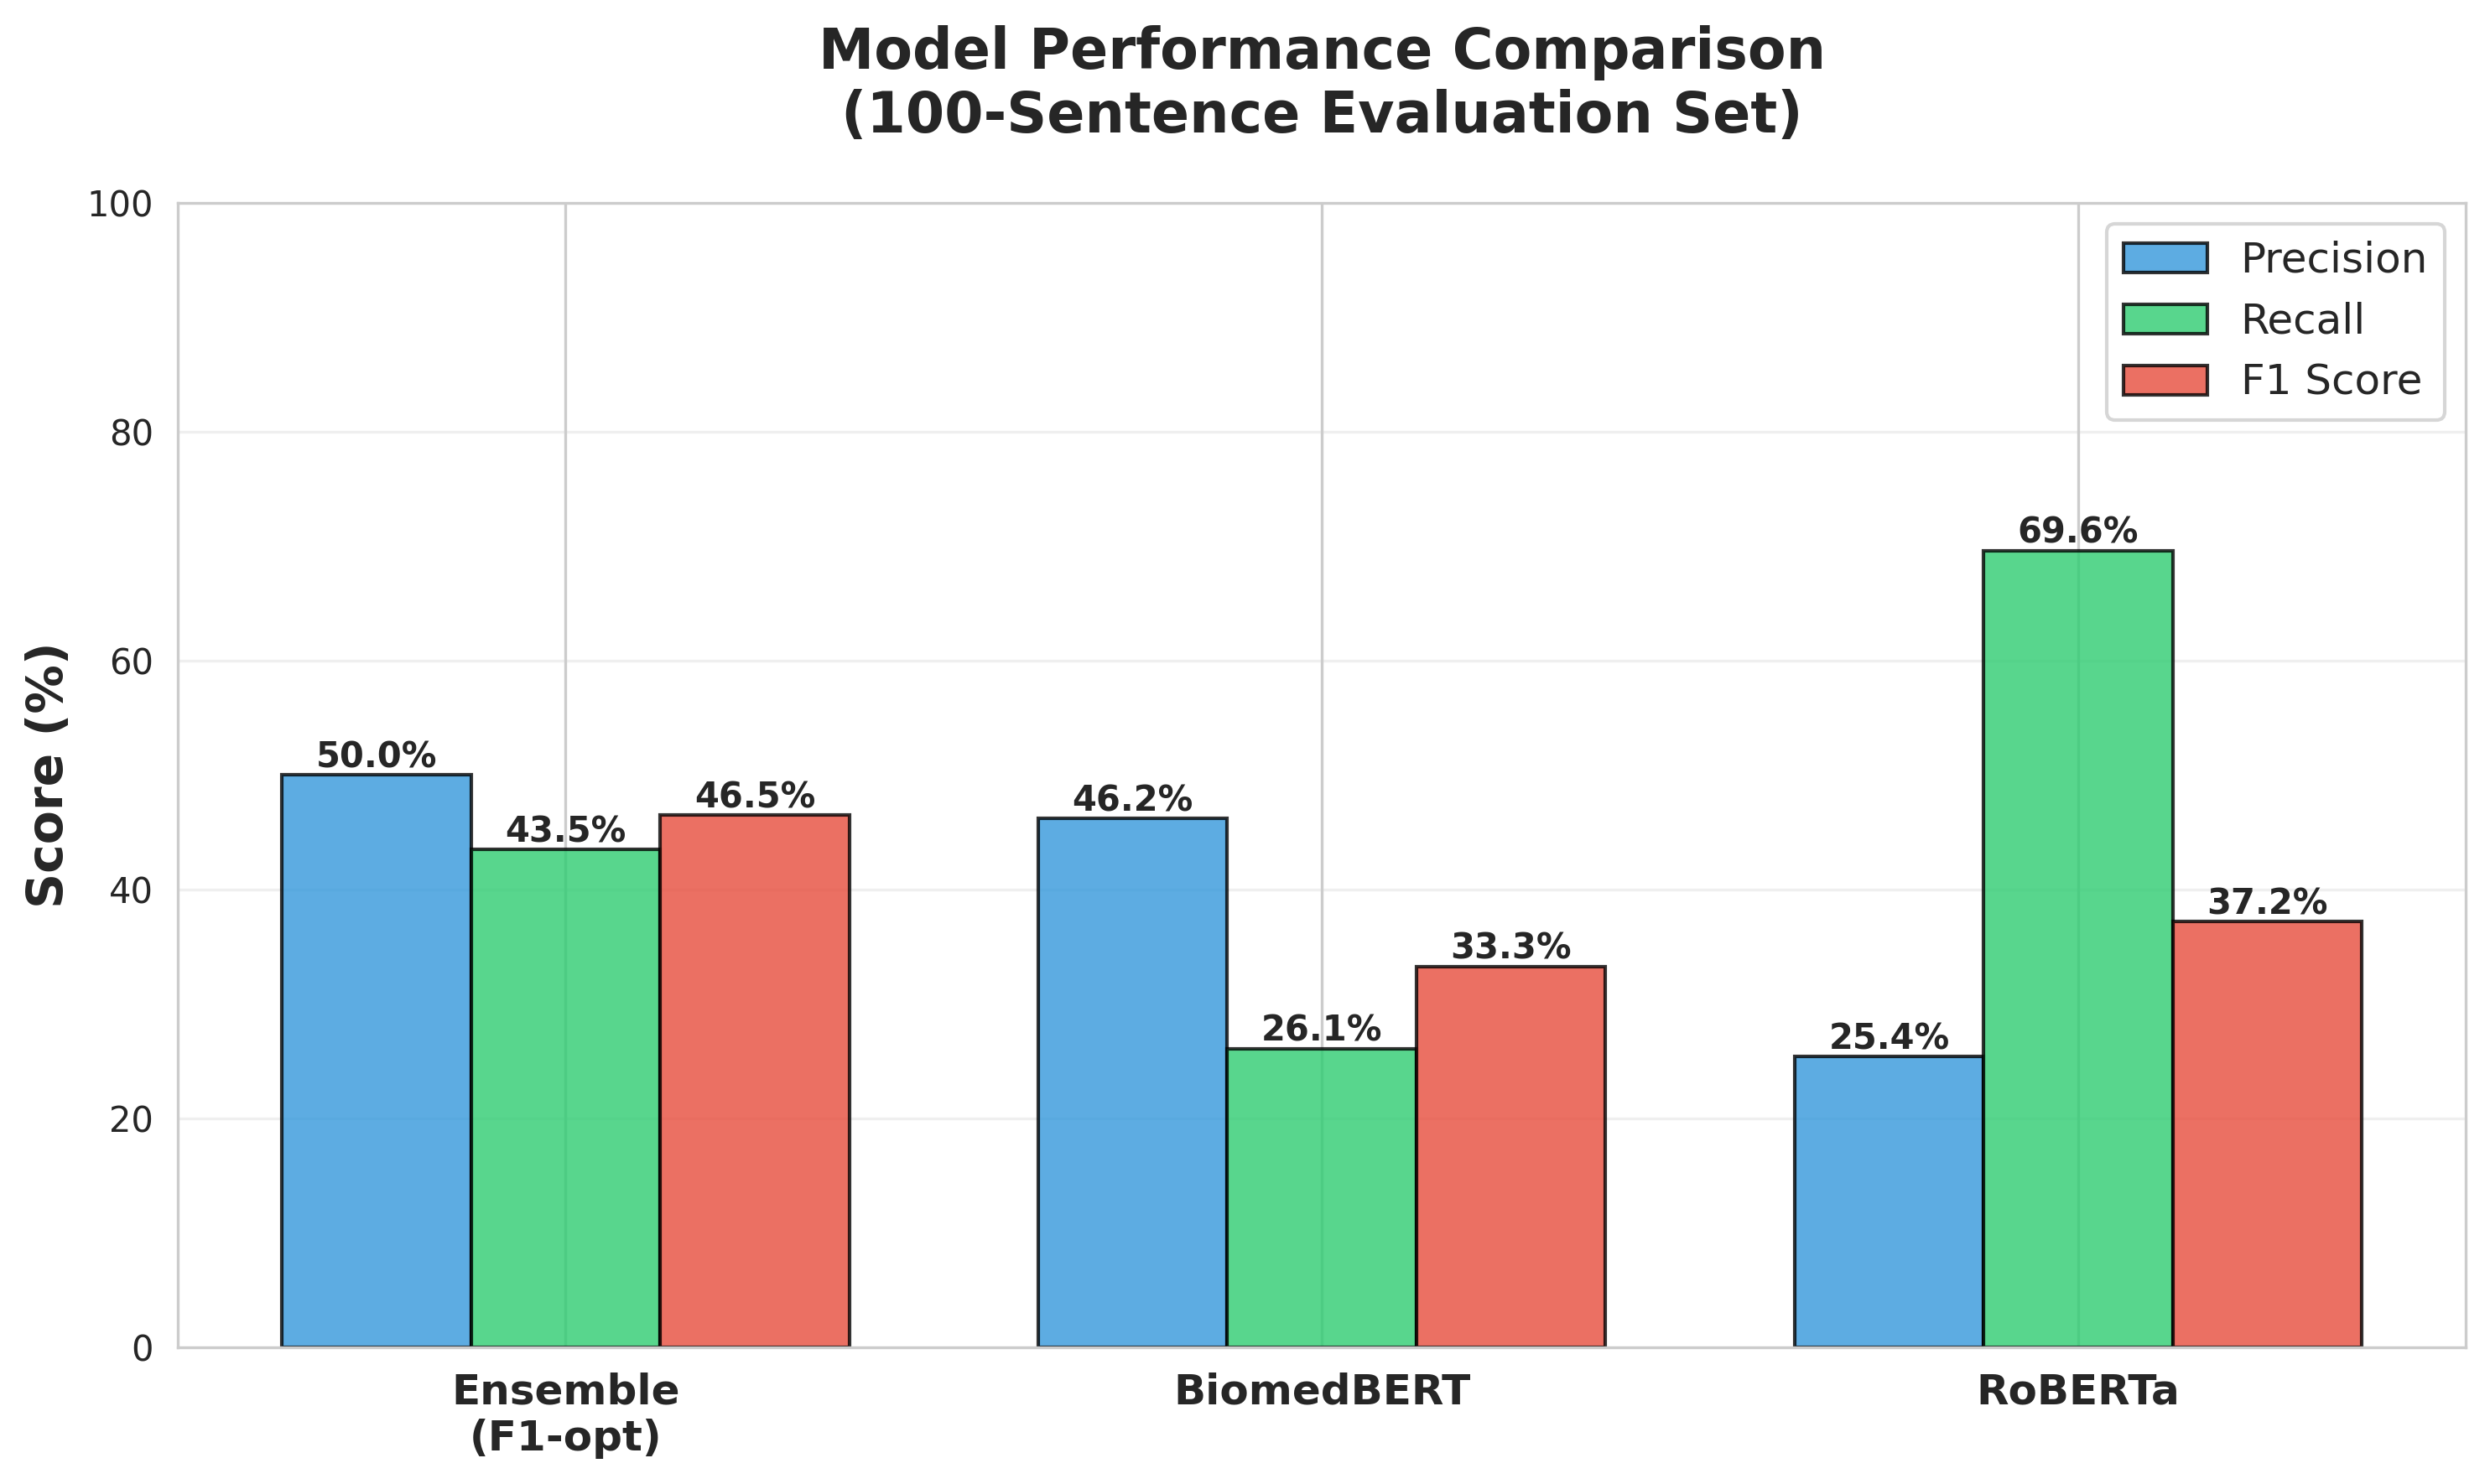 Model Performance Comparison
(100-Sentence Evaluation Set)
100
80
60
40
20
0
Score (%)
Precision
Recall
F1 Score
50.0%
43.5%
46.5%
46.2%
26.1%
33.3%
25.4%
69.6%
37.2%
Ensemble
(F1-opt)
BiomedBERT
RoBERTa